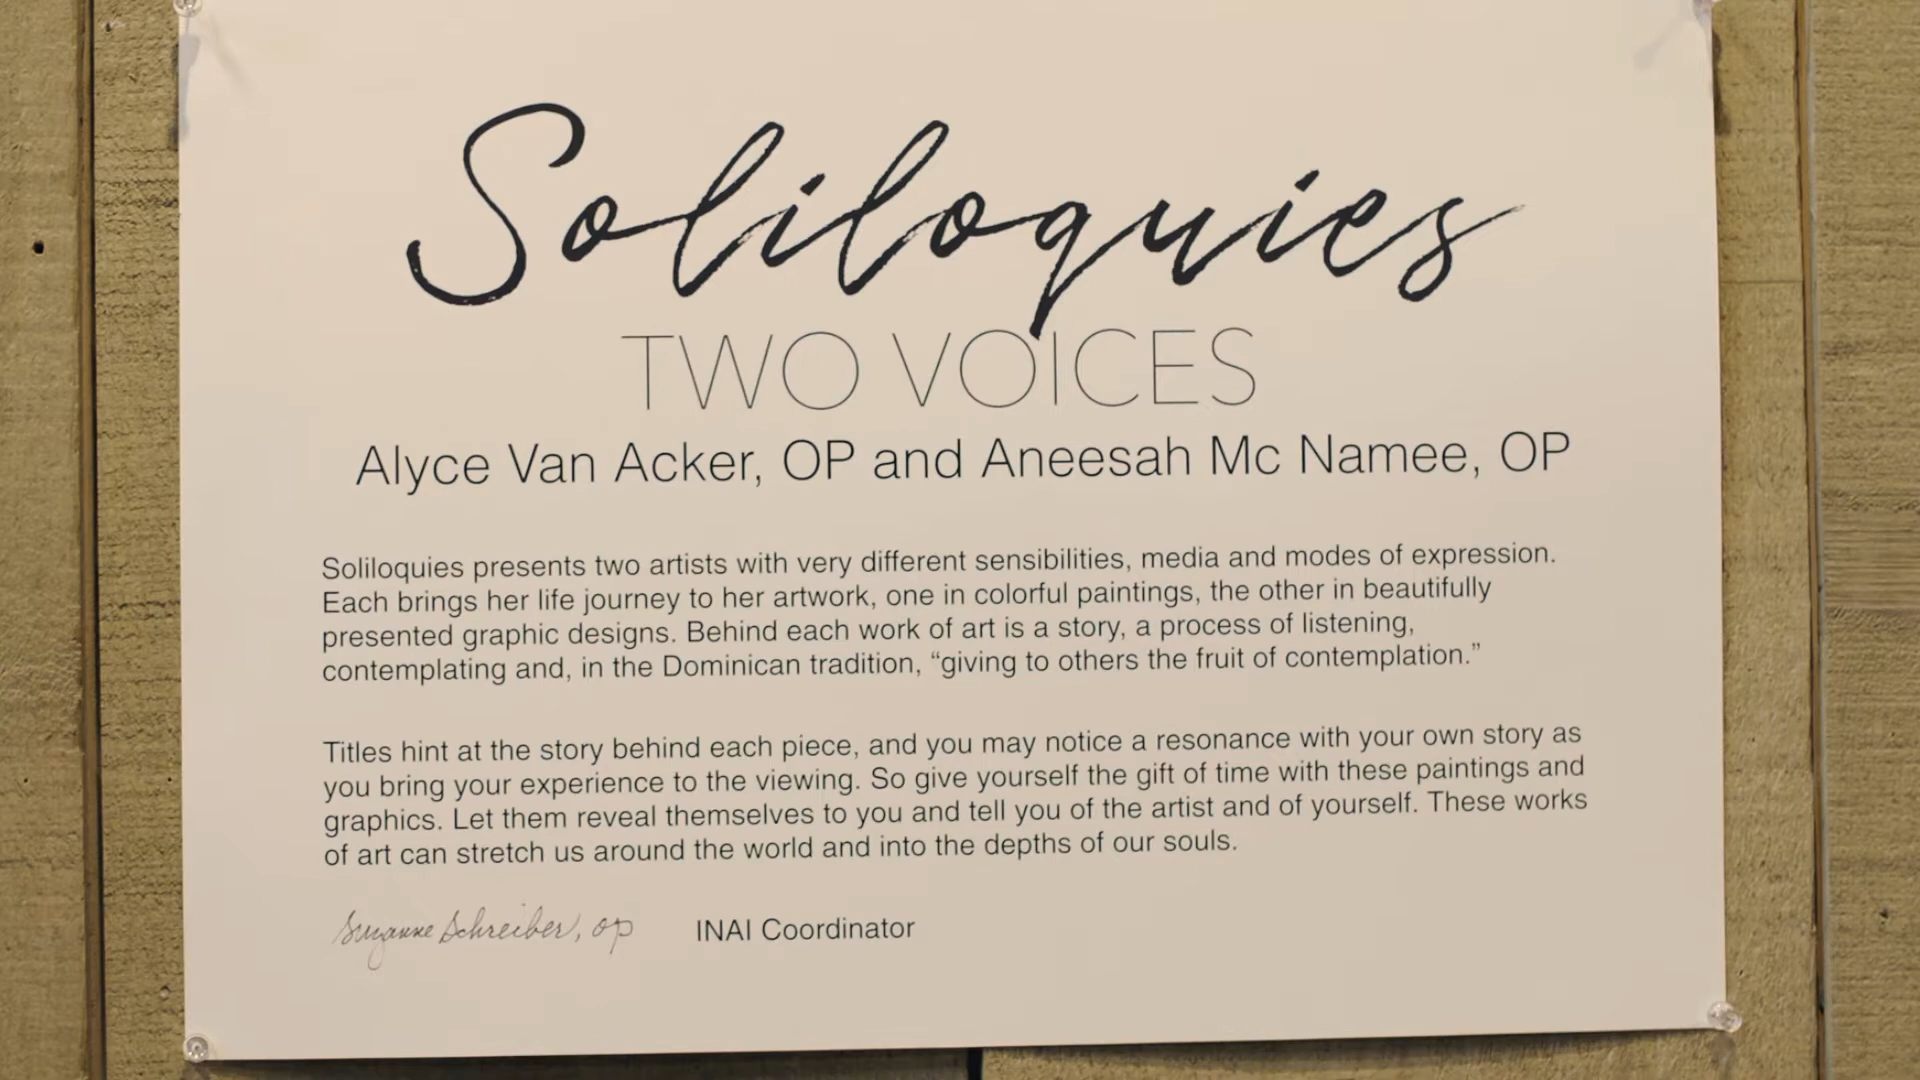 Soliloquies
TWO VOICES
Alyce Van Acker, OP and Aneesah Mc Namee, OP
Soliloquies presents two artists with very different sensibilities, media and modes of expression.
Each brings her life journey to her artwork, one in colorful paintings, the other in beautifully
presented graphic designs. Behind each work of art is a story, a process of listening,
contemplating and, in the Dominican tradition, “giving to others the fruit of contemplation.”
Titles hint at the story behind each piece, and you may notice a resonance with your own story as
you bring your experience to the viewing. So give yourself the gift of time with these paintings and
graphics. Let them reveal themselves to you and tell you of the artist and of yourself. These works
of art can stretch us around the world and into the depths of our souls.
Suzanne Schreiber, op INAI Coordinator